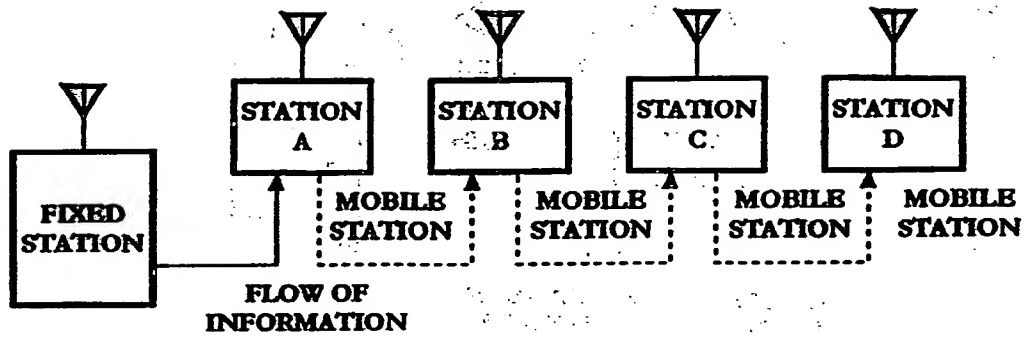 STATION
A
STATION
B
STATION
C
STATION
D
FIXED
STATION
MOBILE
STATION
MOBILE
STATION
MOBILE
STATION
MOBILE
STATION
FLOW OF
INFORMATION